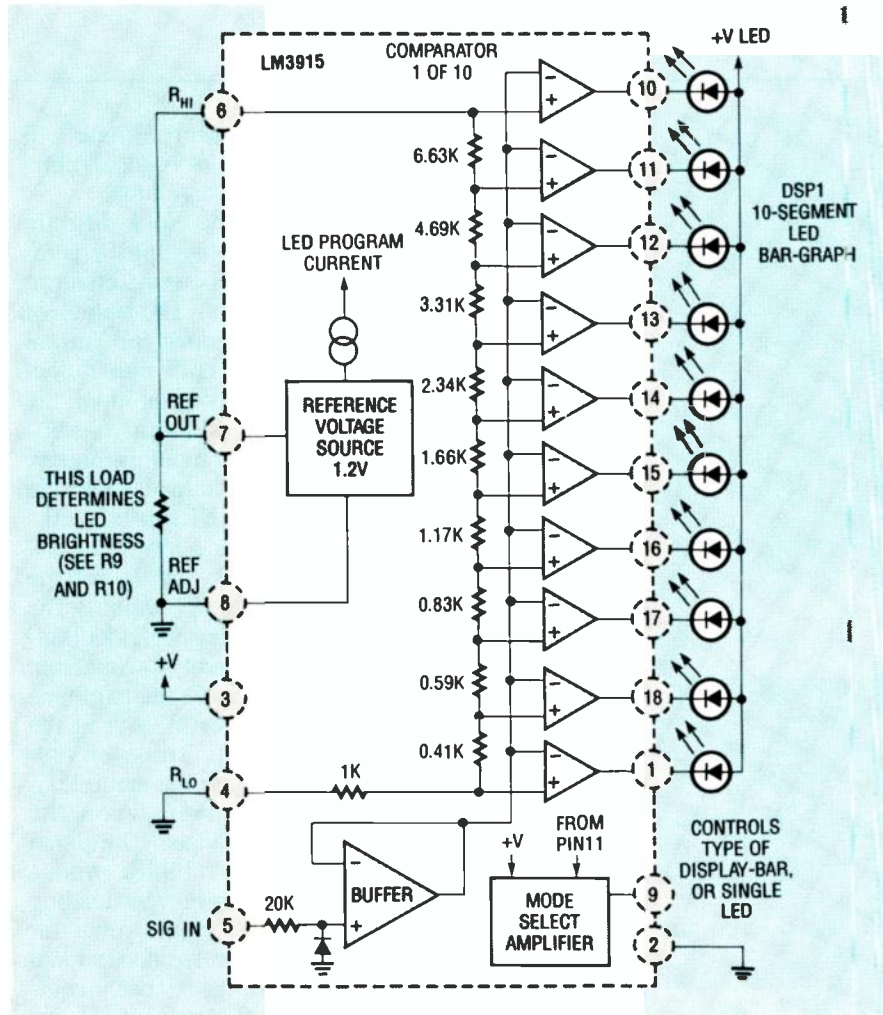 +V LED
LM3915
COMPARATOR
1 OF 10
R_HI
6
10
6.63K
11
DSP1
10-SEGMENT
LED
BAR-GRAPH
4.69K
12
LED PROGRAM
CURRENT
3.31K
13
2.34K
14
REF
OUT
7
REFERENCE
VOLTAGE
SOURCE
1.2V
1.66K
15
THIS LOAD
DETERMINES
LED
BRIGHTNESS
(SEE R9
AND R10)
1.17K
16
REF
ADJ
8
0.83K
17
+V
3
0.59K
18
0.41K
1
R_LO
4
1K
FROM
PIN11
+V
CONTROLS
TYPE OF
DISPLAY-BAR,
OR SINGLE
LED
BUFFER
MODE
SELECT
AMPLIFIER
9
SIG IN
5
20K
2
− +
− +
− +
− +
− +
− +
− +
− +
− +
− +
− +